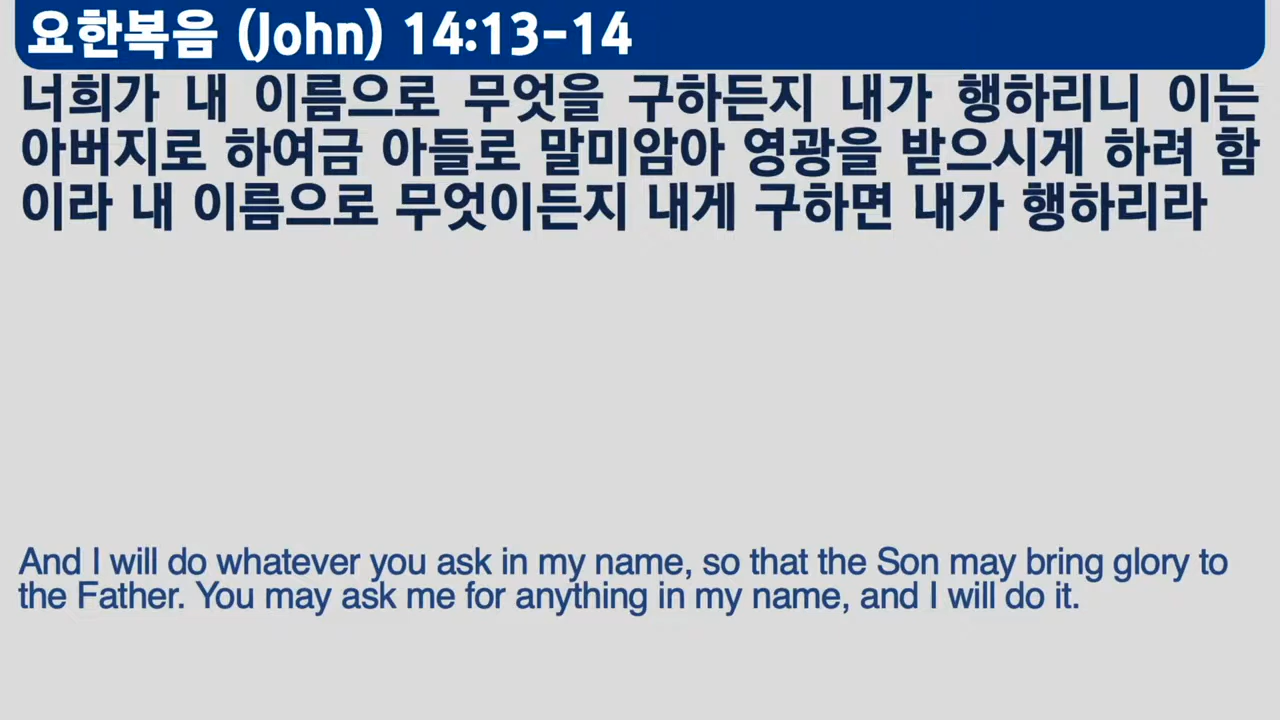 요한복음 (John) 14:13-14
너희가 내 이름으로 무엇을 구하든지 내가 행하리니 이는
아버지로 하여금 아들로 말미암아 영광을 받으시게 하려 함
이라 내 이름으로 무엇이든지 내게 구하면 내가 행하리라
And I will do whatever you ask in my name, so that the Son may bring glory to
the Father. You may ask me for anything in my name, and I will do it.